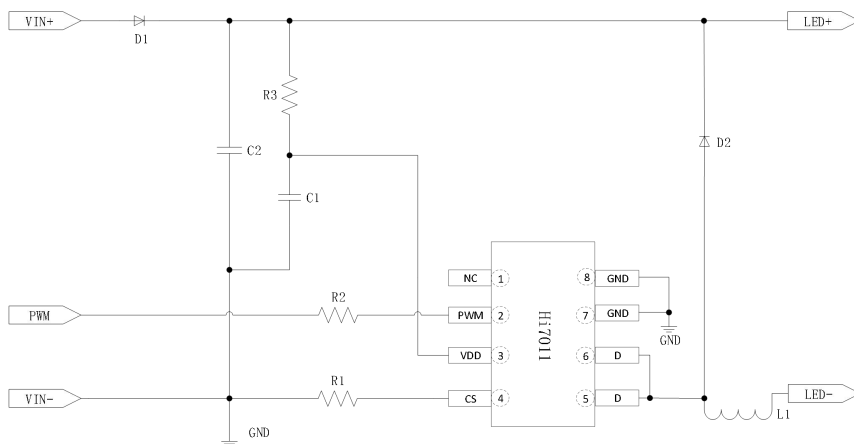 VIN+
D1
LED+
R3
C2
D2
C1
NC 1
8 GND
PWM
R2
PWM 2
Hi7011
7 GND
GND
VDD 3
6 D
VIN-
R1
CS 4
5 D
L1
LED-
GND